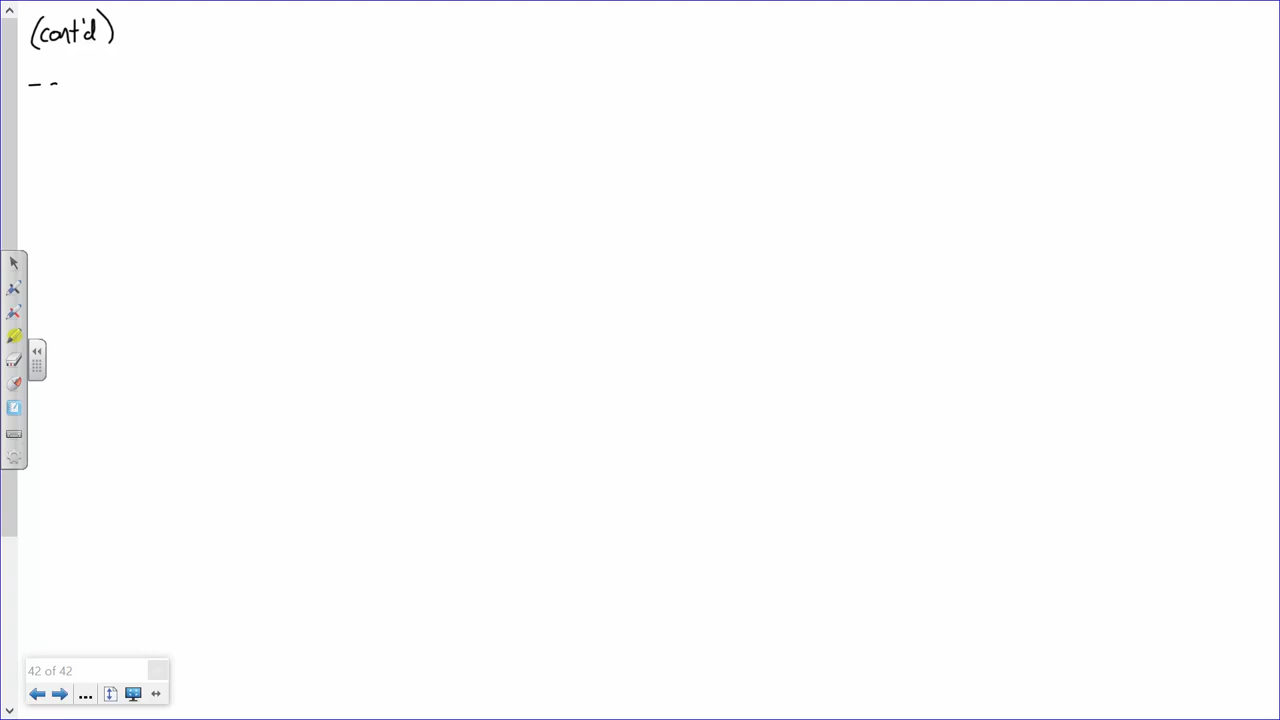 (cont'd)
- -
42 of 42
...